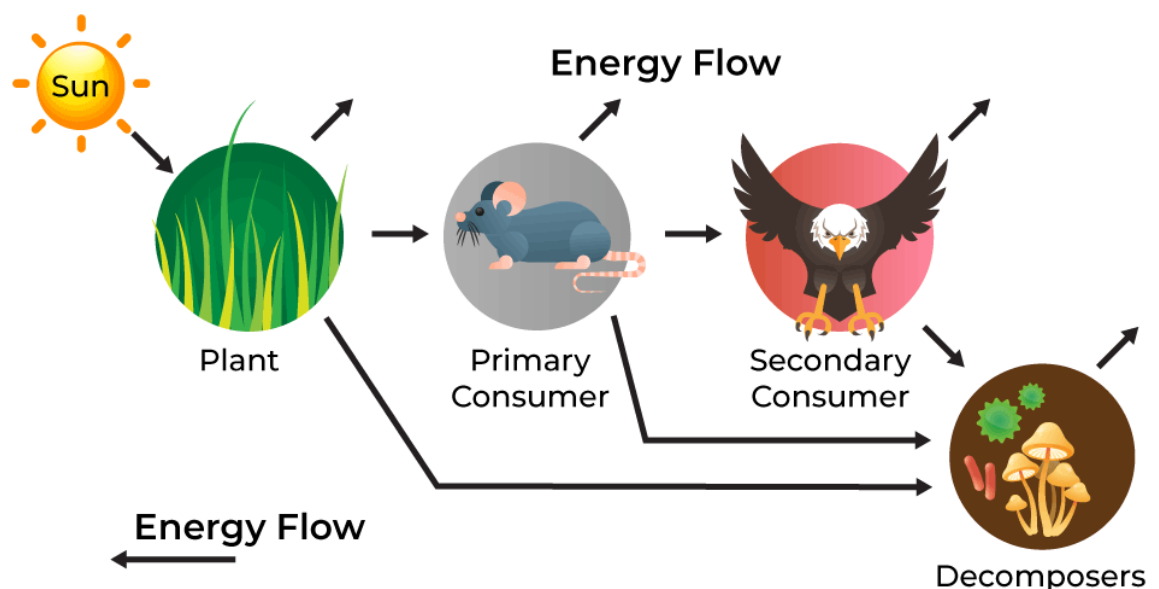 Sun
Energy Flow
Plant
Primary
Consumer
Secondary
Consumer
Energy Flow
Decomposers